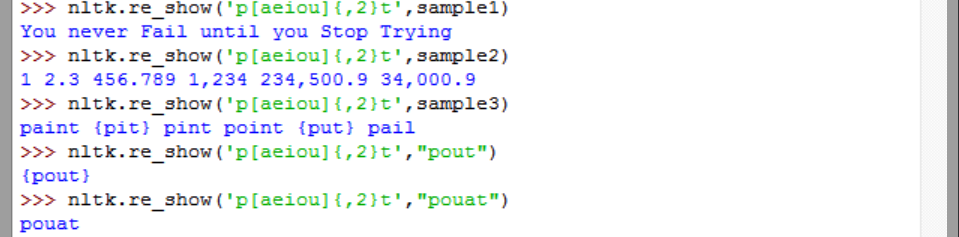 >>> nltk.re_show('p[aeiou]{,2}t',sample1)
You never Fail until you Stop Trying
>>> nltk.re_show('p[aeiou]{,2}t',sample2)
1 2.3 456.789 1,234 234,500.9 34,000.9
>>> nltk.re_show('p[aeiou]{,2}t',sample3)
paint {pit} pint point {put} pail
>>> nltk.re_show('p[aeiou]{,2}t',"pout")
{pout}
>>> nltk.re_show('p[aeiou]{,2}t',"pouat")
pouat